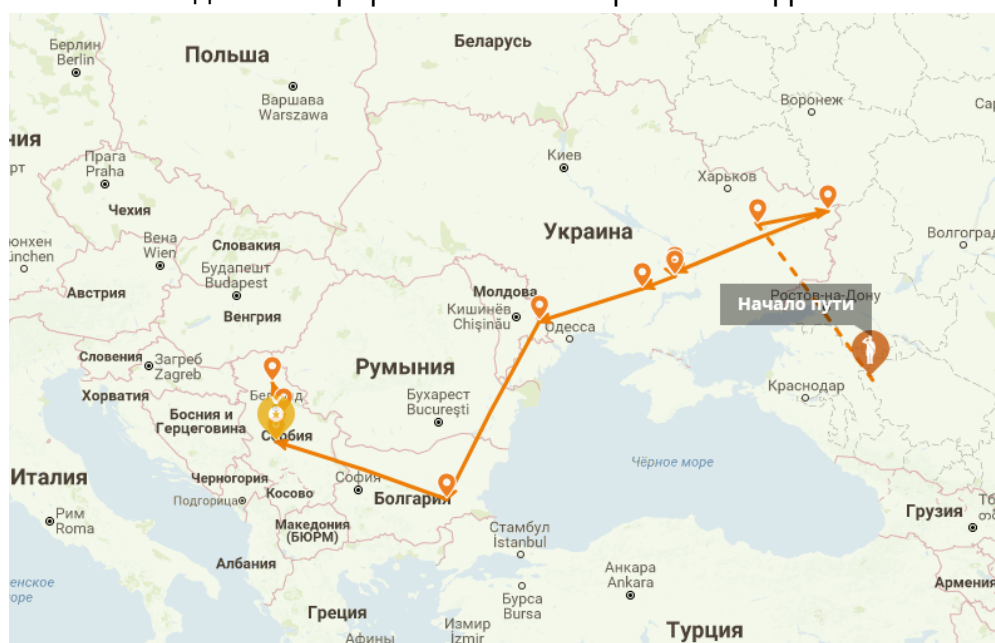 Берлин
Berlin
Польша
Беларусь
Варшава
Warszawa
Воронеж
Прага
Praha
Киев
Харьков
Чехия
Вена
Wien
Словакия
Украина
Волгоград
Будапешт
Budapest
Австрия
Молдова
Ростов-на-Дону
Начало пути
Венгрия
Кишинёв
Chișinău
Одесса
Словения
Загреб
Zagreb
Румыния
Краснодар
Хорватия
Бухарест
București
Босния и
Герцеговина
Сербия
Чёрное море
Италия
Черногория
София
Подгорица
Косово
Болгария
Рим
Roma
Македония
(БЮРМ)
Стамбул
İstanbul
Грузия
Албания
Анкара
Ankara
Армения
Бурса
Bursa
Греция
Измир
İzmir
Турция
Афины